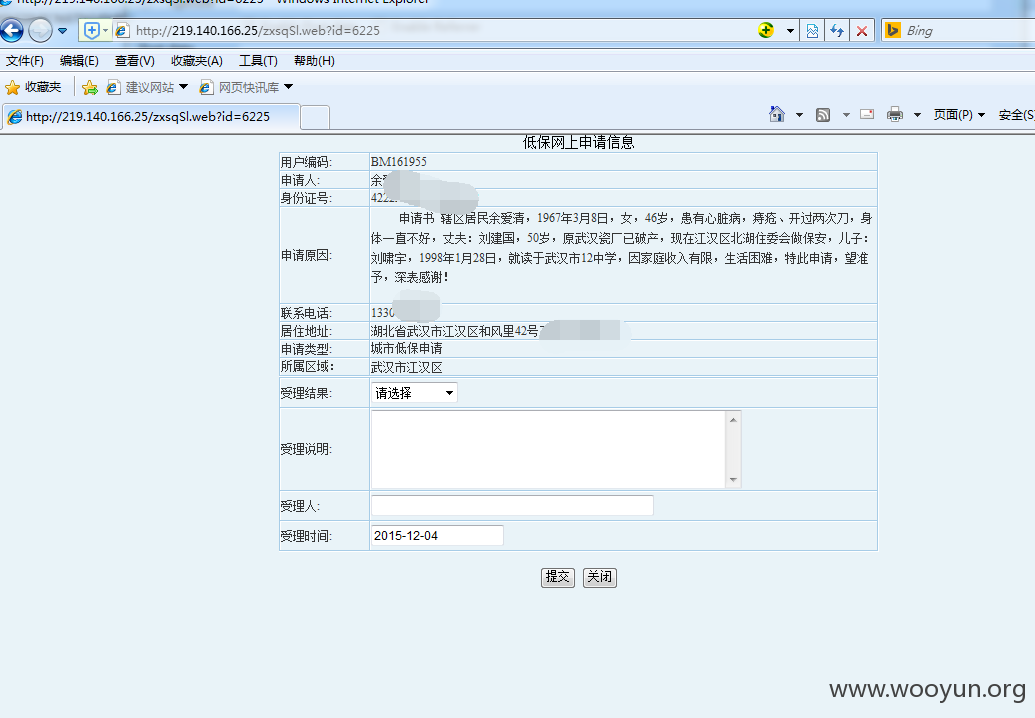 http://219.140.166.25/zxsqSl.web?id=6225 - Windows Internet Explorer
http://219.140.166.25/zxsqSl.web?id=6225
Bing
文件(F) 编辑(E) 查看(V) 收藏夹(A) 工具(T) 帮助(H)
收藏夹 建议网站 网页快讯库
http://219.140.166.25/zxsqSl.web?id=6225
页面(P) 安全(S
低保网上申请信息
用户编码: BM161955
申请人: 余
身份证号: 422
申请原因: 申请书 辖区居民余爱清，1967年3月8日，女，46岁，患有心脏病，痔疮、开过两次刀，身
体一直不好，丈夫：刘建国，50岁，原武汉瓷厂已破产，现在江汉区北湖住委会做保安，儿子：
刘啸宇，1998年1月28日，就读于武汉市12中学，因家庭收入有限，生活困难，特此申请，望准
予，深表感谢！
联系电话: 1330
居住地址: 湖北省武汉市江汉区和风里42号
申请类型: 城市低保申请
所属区域: 武汉市江汉区
受理结果: 请选择
受理说明:
受理人:
受理时间: 2015-12-04
提交 关闭
www.wooyun.org